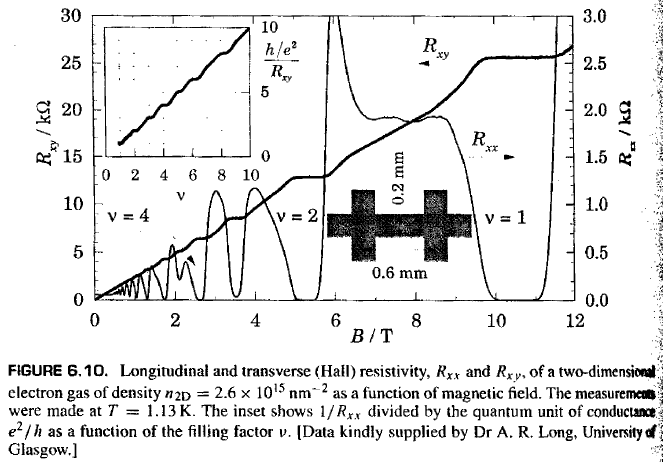 30
25
20
15
10
5
0
R_xy / kΩ
10
h/e²
R_xy
5
0
0 2 4 6 8 10
ν
R_xy
R_xx
3.0
2.5
2.0
1.5
1.0
0.5
0.0
R_xx / kΩ
ν = 4
ν = 2
ν = 1
0.2 mm
0.6 mm
0 2 4 6 8 10 12
B / T
FIGURE 6.10. Longitudinal and transverse (Hall) resistivity, R_xx and R_xy, of a two-dimensional
electron gas of density n_2D = 2.6 × 10¹⁵ nm⁻² as a function of magnetic field. The measurements
were made at T = 1.13 K. The inset shows 1/R_xx divided by the quantum unit of conductance
e²/h as a function of the filling factor ν. [Data kindly supplied by Dr A. R. Long, University of
Glasgow.]